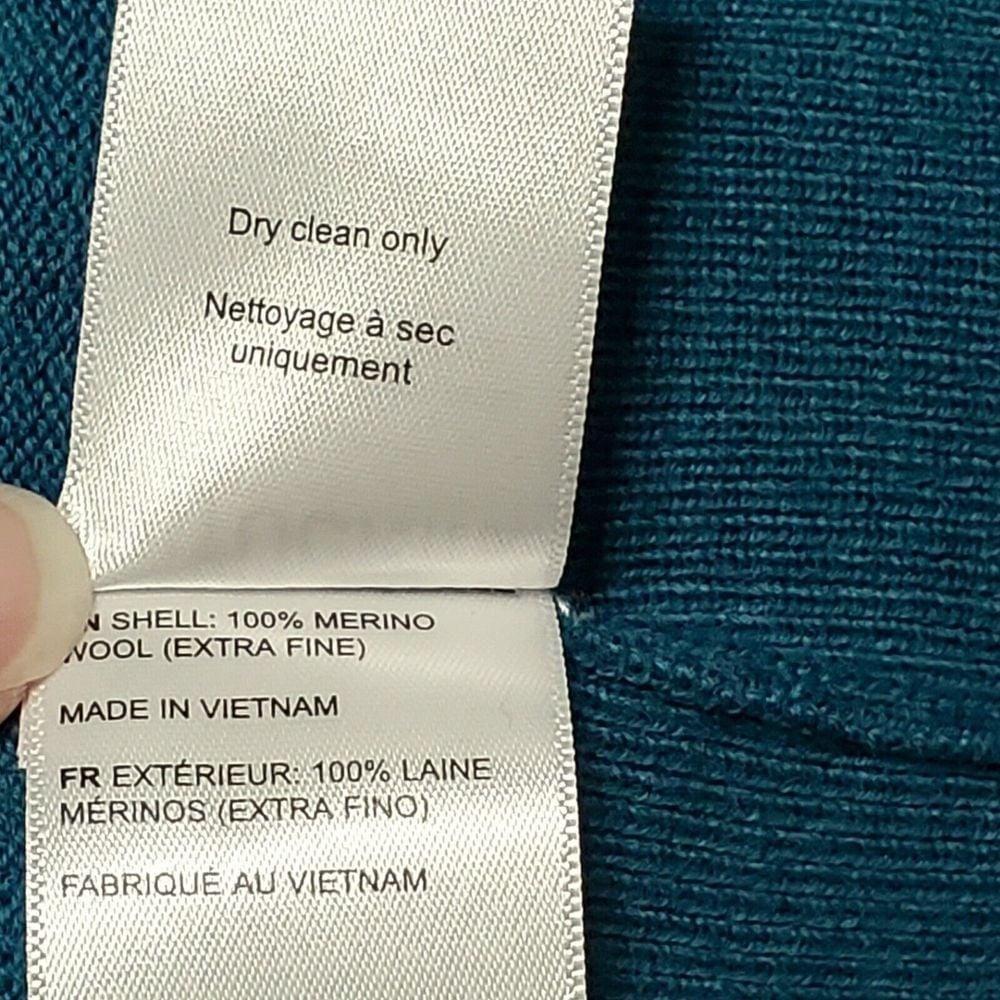 Dry clean only
Nettoyage à sec
uniquement
SHELL: 100% MERINO
WOOL (EXTRA FINE)
MADE IN VIETNAM
FR EXTÉRIEUR: 100% LAINE
MÉRINOS (EXTRA FINO)
FABRIQUÉ AU VIETNAM